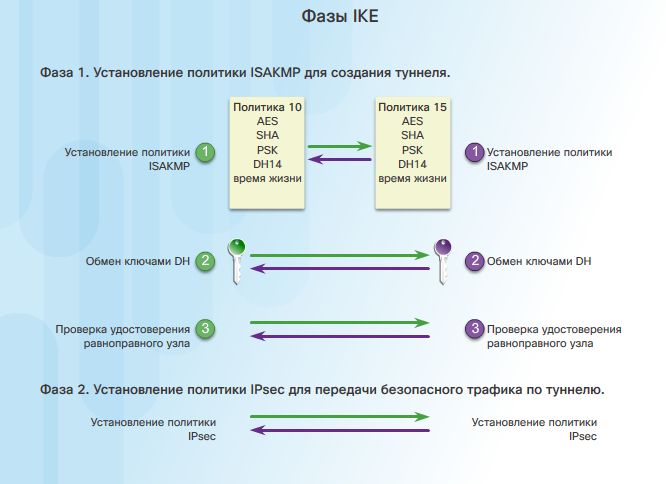 Фазы IKE
Фаза 1. Установление политики ISAKMP для создания туннеля.
Политика 10
AES
SHA
PSK
DH14
время жизни
Политика 15
AES
SHA
PSK
DH14
время жизни
Установление политики
ISAKMP
1
1
Установление политики
ISAKMP
Обмен ключами DH
2
2
Обмен ключами DH
Проверка удостоверения
равноправного узла
3
3
Проверка удостоверения
равноправного узла
Фаза 2. Установление политики IPsec для передачи безопасного трафика по туннелю.
Установление политики
IPsec
Установление политики
IPsec